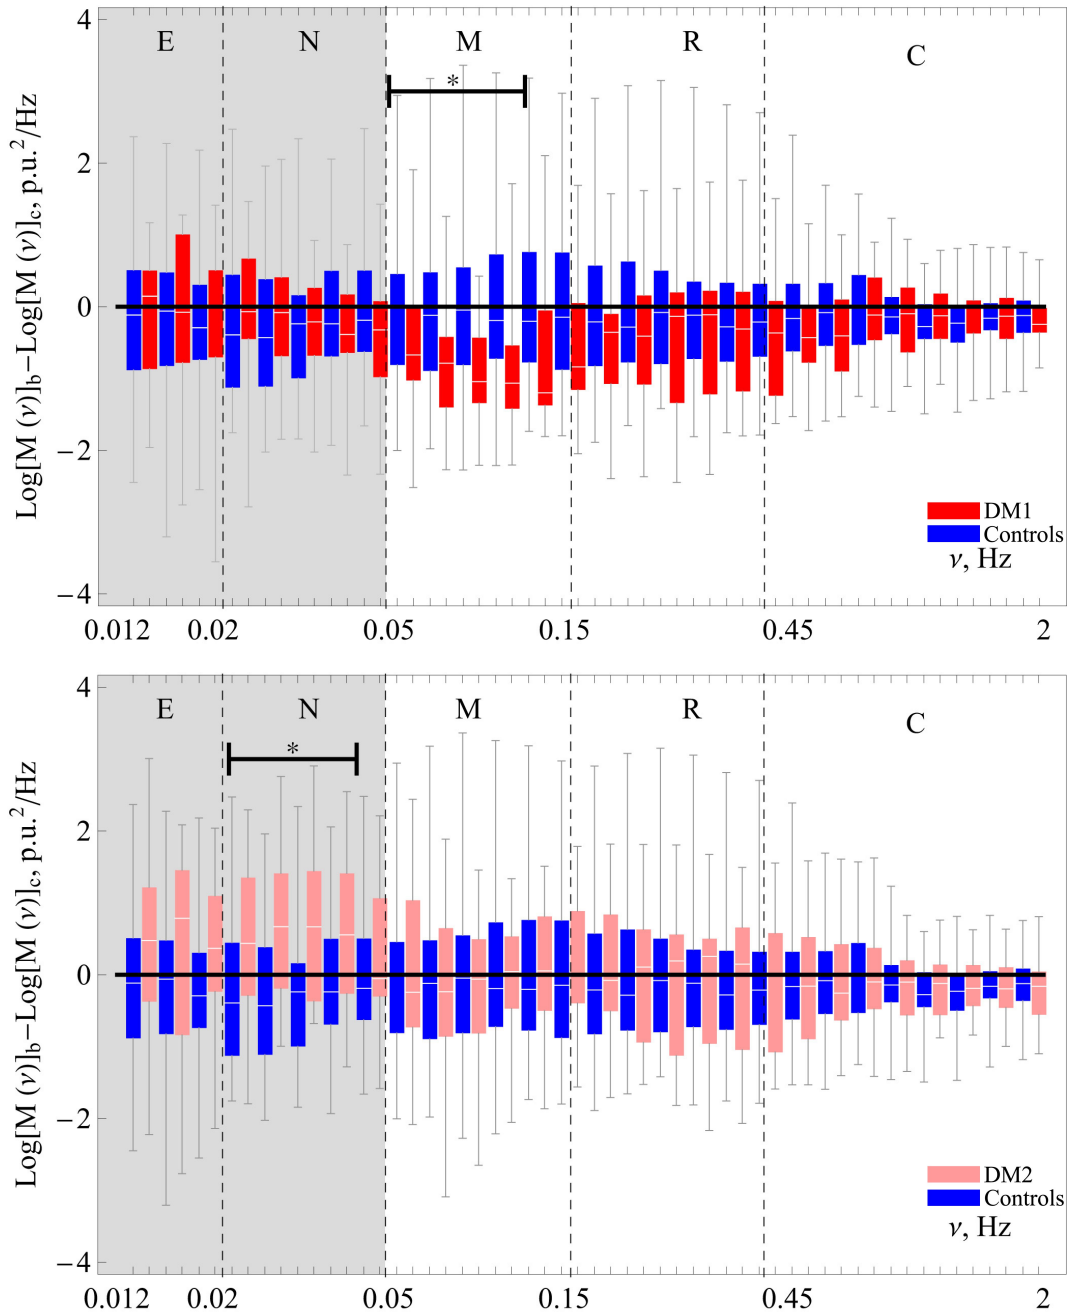 4
E N M R C
*
2
Log[M (ν)]b−Log[M (ν)]c, p.u.²/Hz
0
−2
DM1
Controls
ν, Hz
−4
0.012 0.02 0.05 0.15 0.45 2
4
E N M R C
*
2
Log[M (ν)]b−Log[M (ν)]c, p.u.²/Hz
0
−2
DM2
Controls
ν, Hz
−4
0.012 0.02 0.05 0.15 0.45 2